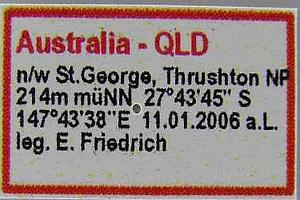 Australia - QLD
n/w St.George, Thrushton NP
214m müNN 27°43'45" S
147°43'38"E 11.01.2006 a.L.
leg. E. Friedrich